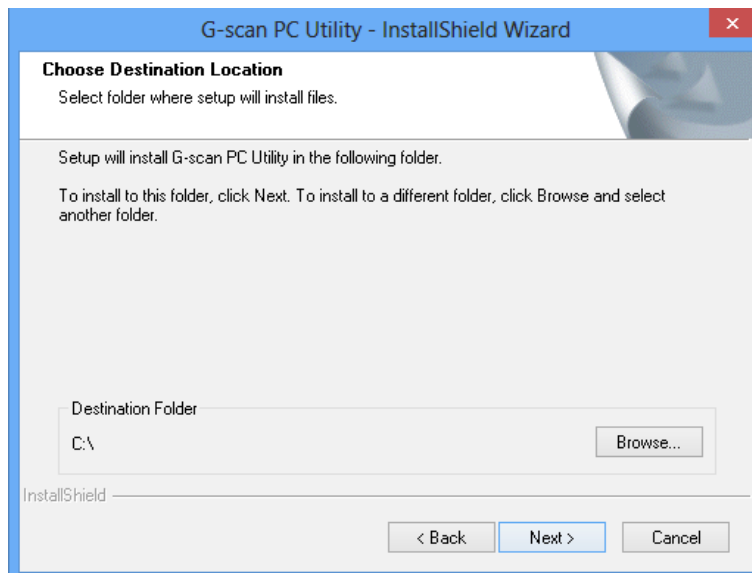 G-scan PC Utility - InstallShield Wizard
Choose Destination Location
Select folder where setup will install files.
Setup will install G-scan PC Utility in the following folder.
To install to this folder, click Next. To install to a different folder, click Browse and select
another folder.
Destination Folder
C:\
Browse...
InstallShield
< Back
Next >
Cancel